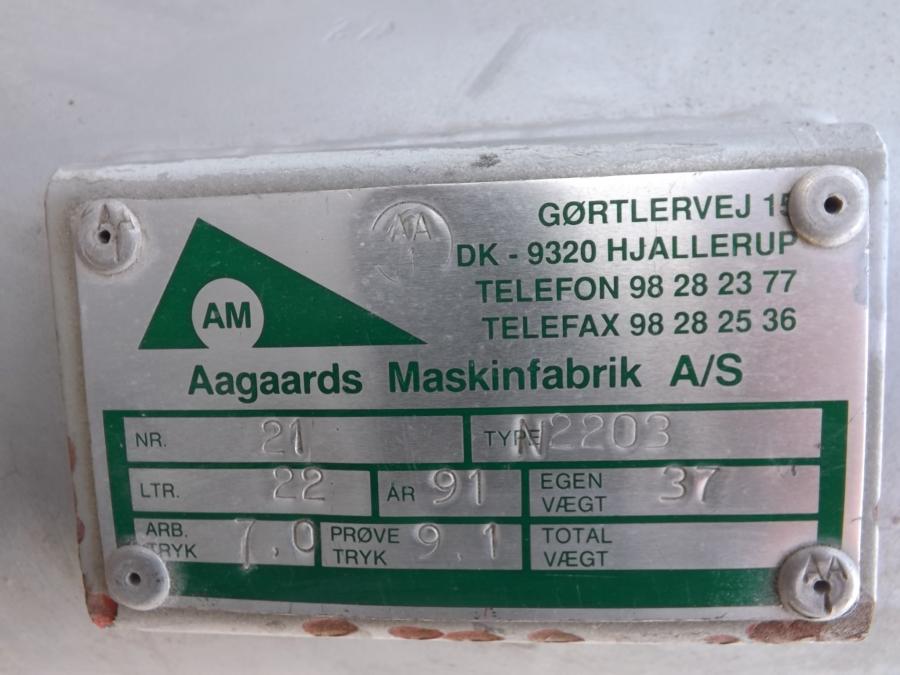 AA
GØRTLERVEJ 15
DK - 9320 HJALLERUP
TELEFON 98 28 23 77
TELEFAX 98 28 25 36
AM
Aagaards Maskinfabrik A/S
NR. 21 TYPE N2203
LTR. 22 ÅR 91 EGEN VÆGT 37
ARB. TRYK 7.0 PRØVE TRYK 9.1 TOTAL VÆGT
AA